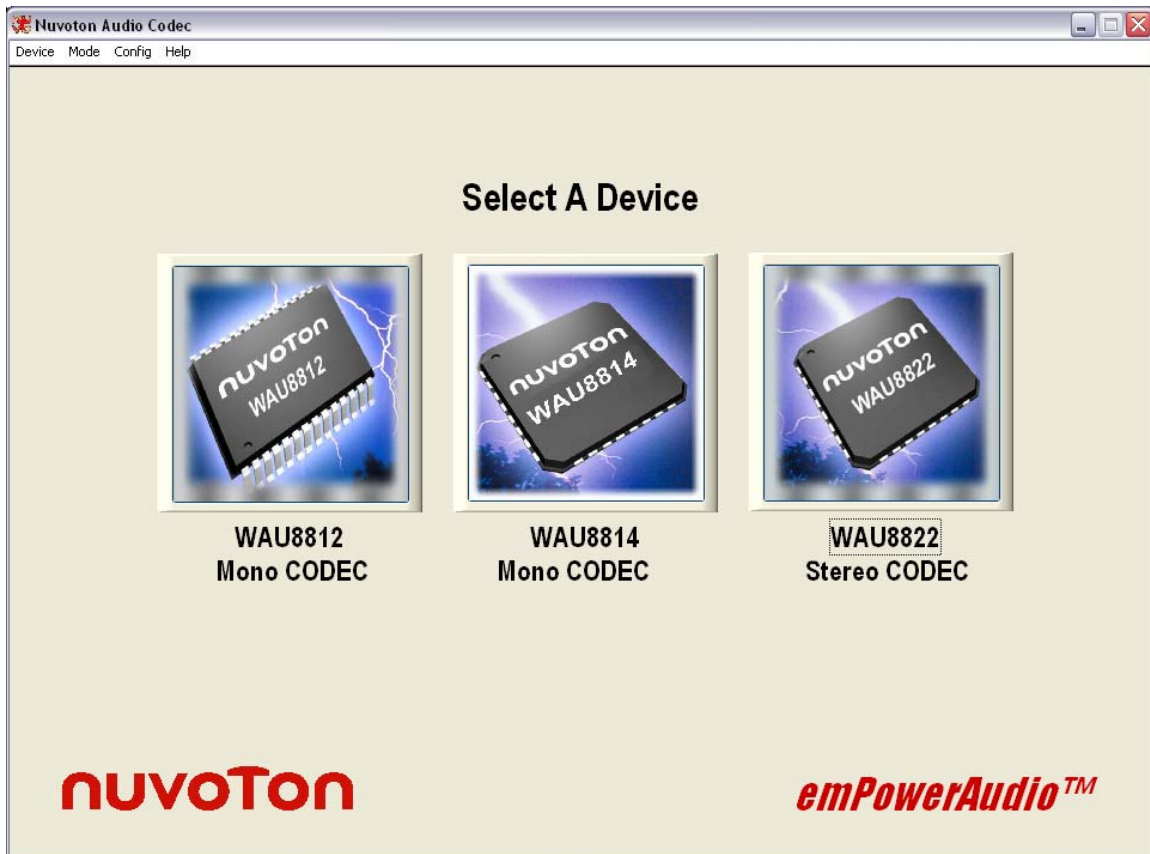 Nuvoton Audio Codec
Device Mode Config Help
Select A Device
nuvoTon
WAU8812
nuvoTon
WAU8814
nuvoTon
WAU8822
WAU8812
Mono CODEC
WAU8814
Mono CODEC
WAU8822
Stereo CODEC
nuvoTon
emPowerAudio™